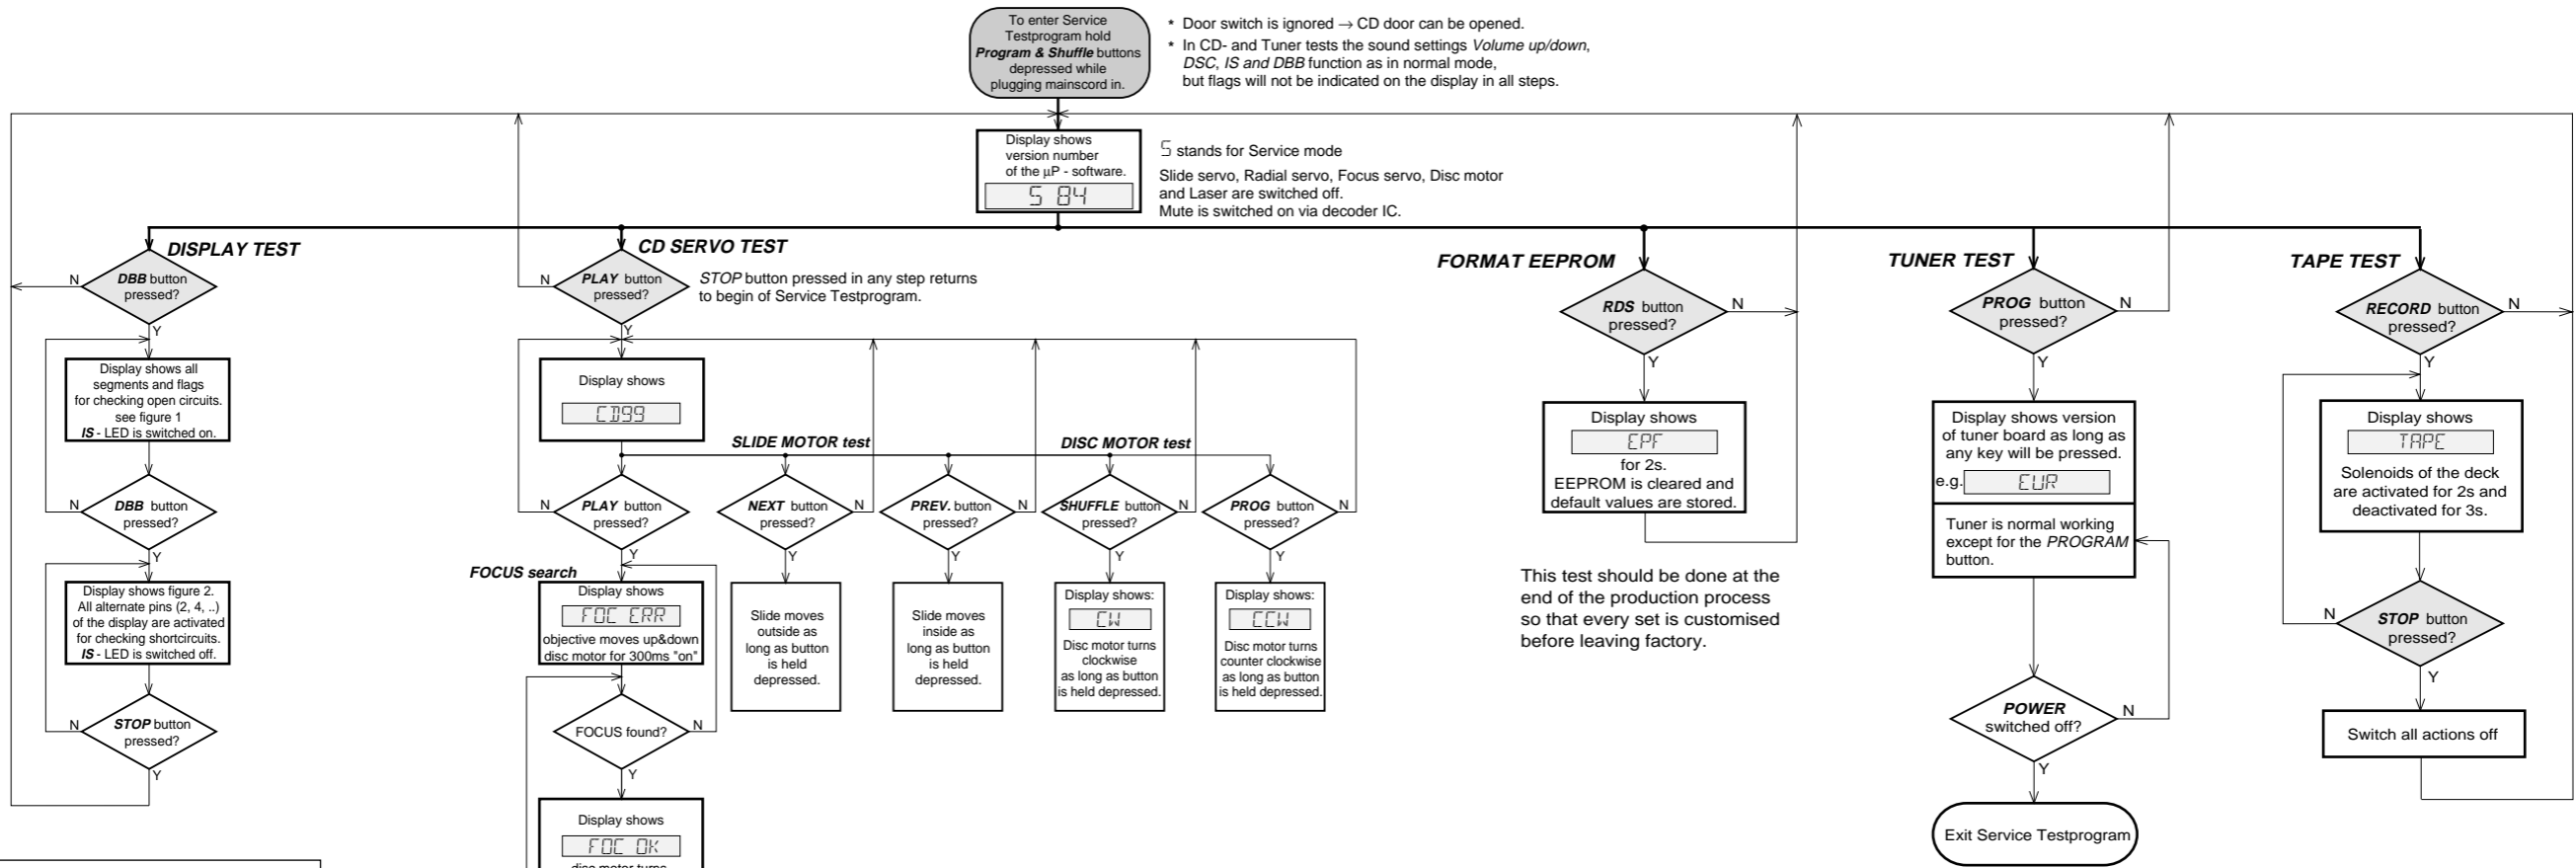 To enter Service
Testprogram hold
Program & Shuffle buttons
depressed while
plugging mainscord in.
* Door switch is ignored → CD door can be opened.
* In CD- and Tuner tests the sound settings Volume up/down,
DSC, IS and DBB function as in normal mode,
but flags will not be indicated on the display in all steps.
Display shows
version number
of the µP - software.
S 84
S stands for Service mode
Slide servo, Radial servo, Focus servo, Disc motor
and Laser are switched off.
Mute is switched on via decoder IC.
DISPLAY TEST
DBB button
pressed?
N
Y
Display shows all
segments and flags
for checking open circuits.
see figure 1
IS - LED is switched on.
DBB button
pressed?
N
Y
Display shows figure 2.
All alternate pins (2, 4, ..)
of the display are activated
for checking shortcircuits.
IS - LED is switched off.
STOP button
pressed?
N
Y
CD SERVO TEST
PLAY button
pressed?
N
Y
STOP button pressed in any step returns
to begin of Service Testprogram.
Display shows
CD99
SLIDE MOTOR test
DISC MOTOR test
PLAY button
pressed?
N
Y
NEXT button
pressed?
N
Y
PREV. button
pressed?
N
Y
SHUFFLE button
pressed?
N
Y
PROG button
pressed?
N
Y
FOCUS search
Display shows
FOC ERR
objective moves up&down
disc motor for 300ms "on"
Slide moves
outside as
long as button
is held
depressed.
Slide moves
inside as
long as button
is held
depressed.
Display shows:
CW
Disc motor turns
clockwise
as long as button
is held depressed.
Display shows:
CCW
Disc motor turns
counter clockwise
as long as button
is held depressed.
FOCUS found?
N
Y
Display shows
FOC OK
disc motor turns
FORMAT EEPROM
RDS button
pressed?
N
Y
Display shows
EPF
for 2s.
EEPROM is cleared and
default values are stored.
This test should be done at the
end of the production process
so that every set is customised
before leaving factory.
TUNER TEST
PROG button
pressed?
N
Y
Display shows version
of tuner board as long as
any key will be pressed.
e.g. EUR
Tuner is normal working
except for the PROGRAM
button.
POWER
switched off?
N
Y
Exit Service Testprogram
TAPE TEST
RECORD button
pressed?
N
Y
Display shows
TAPE
Solenoids of the deck
are activated for 2s and
deactivated for 3s.
STOP button
pressed?
N
Y
Switch all actions off